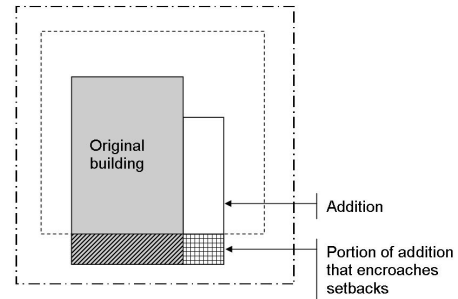 Original
building
Addition
Portion of addition
that encroaches
setbacks